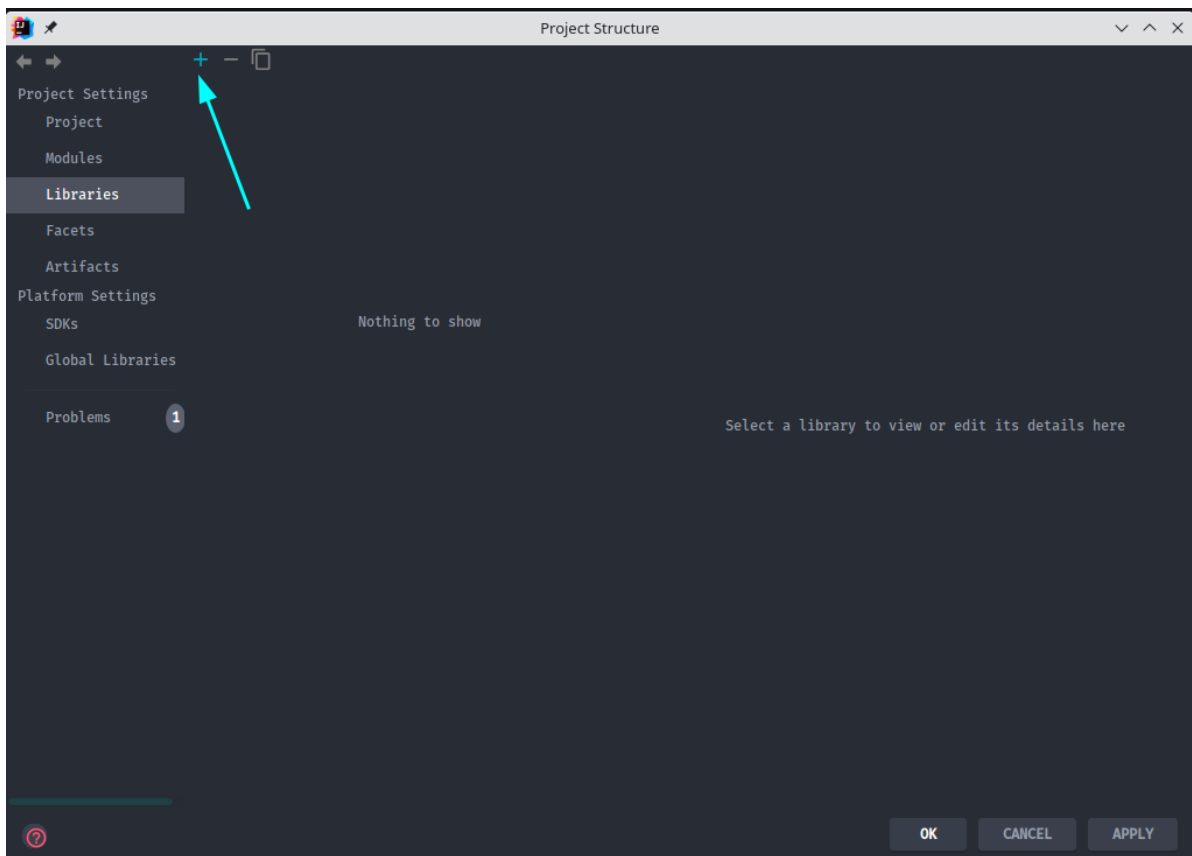 Project Structure
Project Settings
Project
Modules
Libraries
Facets
Artifacts
Platform Settings
SDKs
Global Libraries
Problems 1
Nothing to show
Select a library to view or edit its details here
?
OK CANCEL APPLY